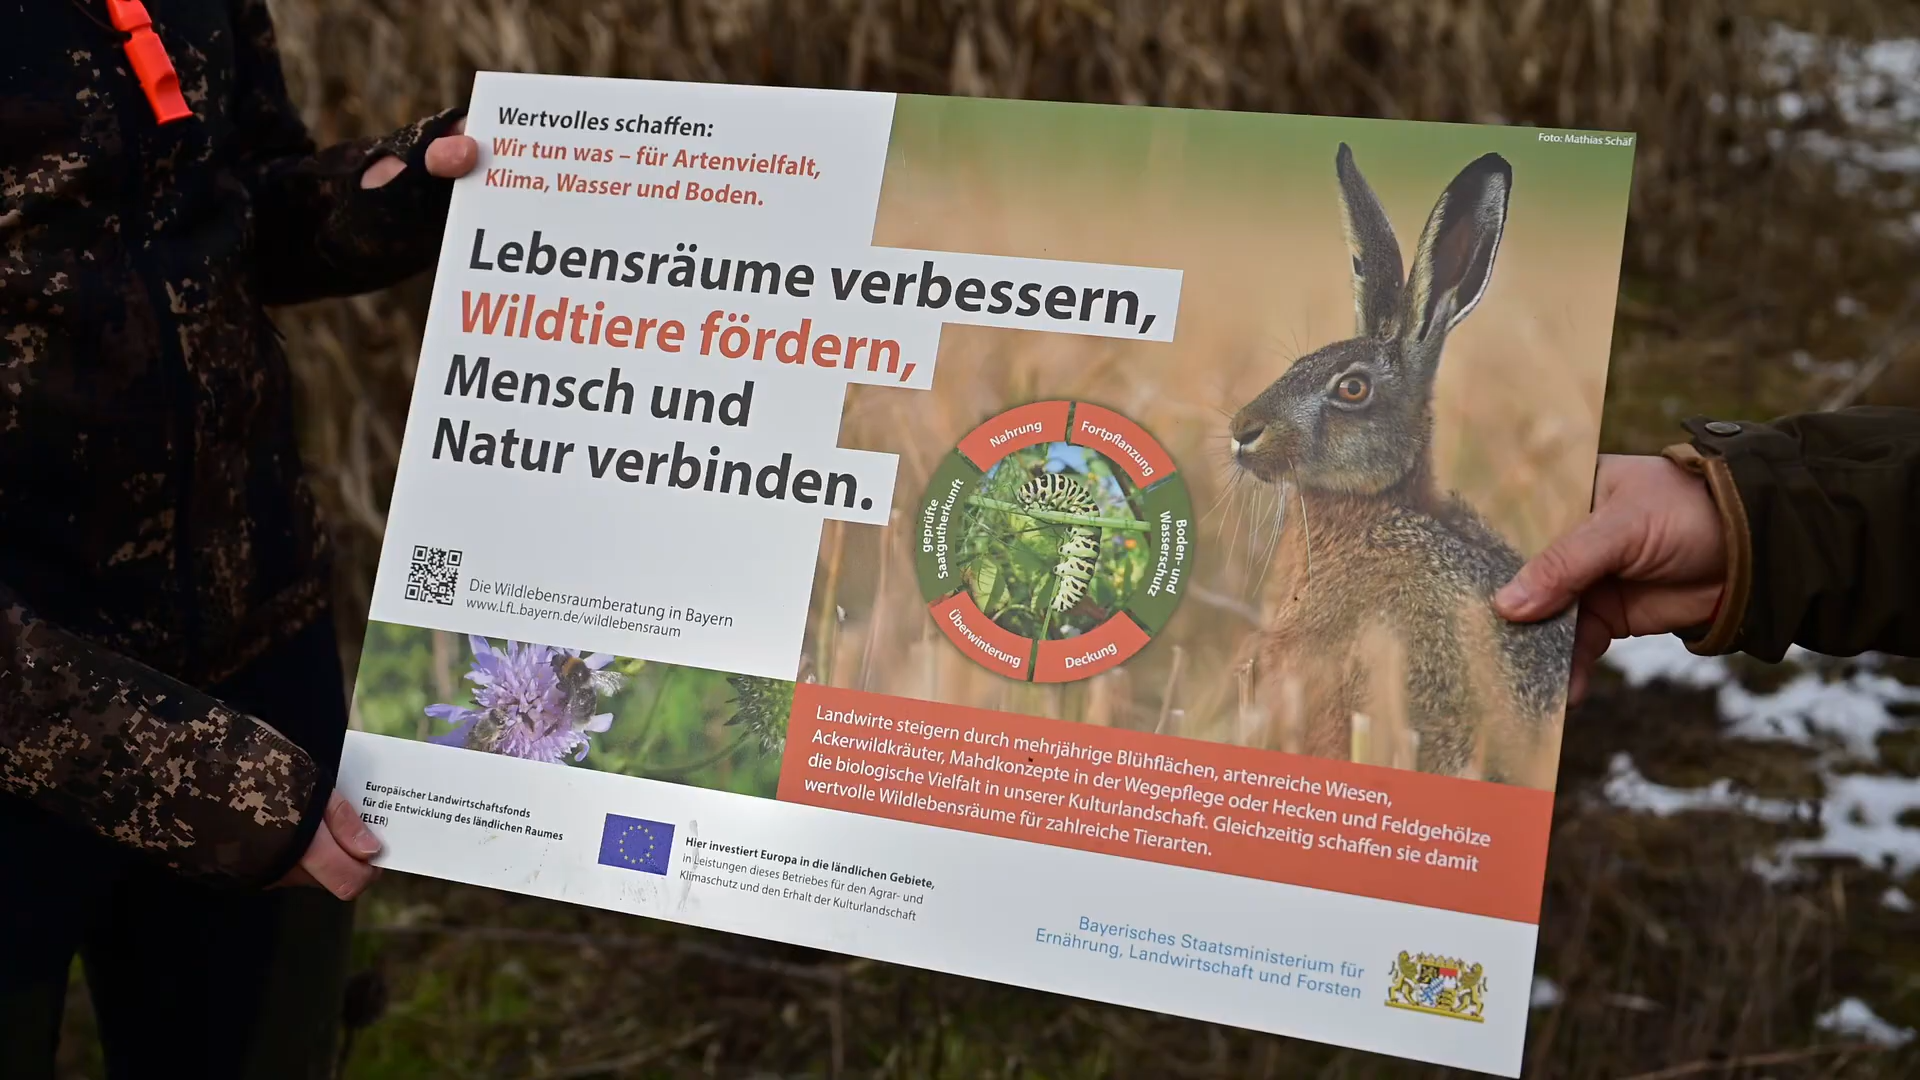 Foto: Mathias Schäf
Wertvolles schaffen:
Wir tun was – für Artenvielfalt,
Klima, Wasser und Boden.
Lebensräume verbessern,
Wildtiere fördern,
Mensch und
Natur verbinden.
Nahrung
Fortpflanzung
Boden- und
Wasserschutz
Deckung
Überwinterung
geprüfte
Saatgutherkunft
Die Wildlebensraumberatung in Bayern
www.LfL.bayern.de/wildlebensraum
Landwirte steigern durch mehrjährige Blühflächen, artenreiche Wiesen,
Ackerwildkräuter, Mahdkonzepte in der Wegepflege oder Hecken und Feldgehölze
die biologische Vielfalt in unserer Kulturlandschaft. Gleichzeitig schaffen sie damit
wertvolle Wildlebensräume für zahlreiche Tierarten.
Europäischer Landwirtschaftsfonds
für die Entwicklung des ländlichen Raumes
(ELER)
Hier investiert Europa in die ländlichen Gebiete,
in Leistungen dieses Betriebes für den Agrar- und
Klimaschutz und den Erhalt der Kulturlandschaft
Bayerisches Staatsministerium für
Ernährung, Landwirtschaft und Forsten